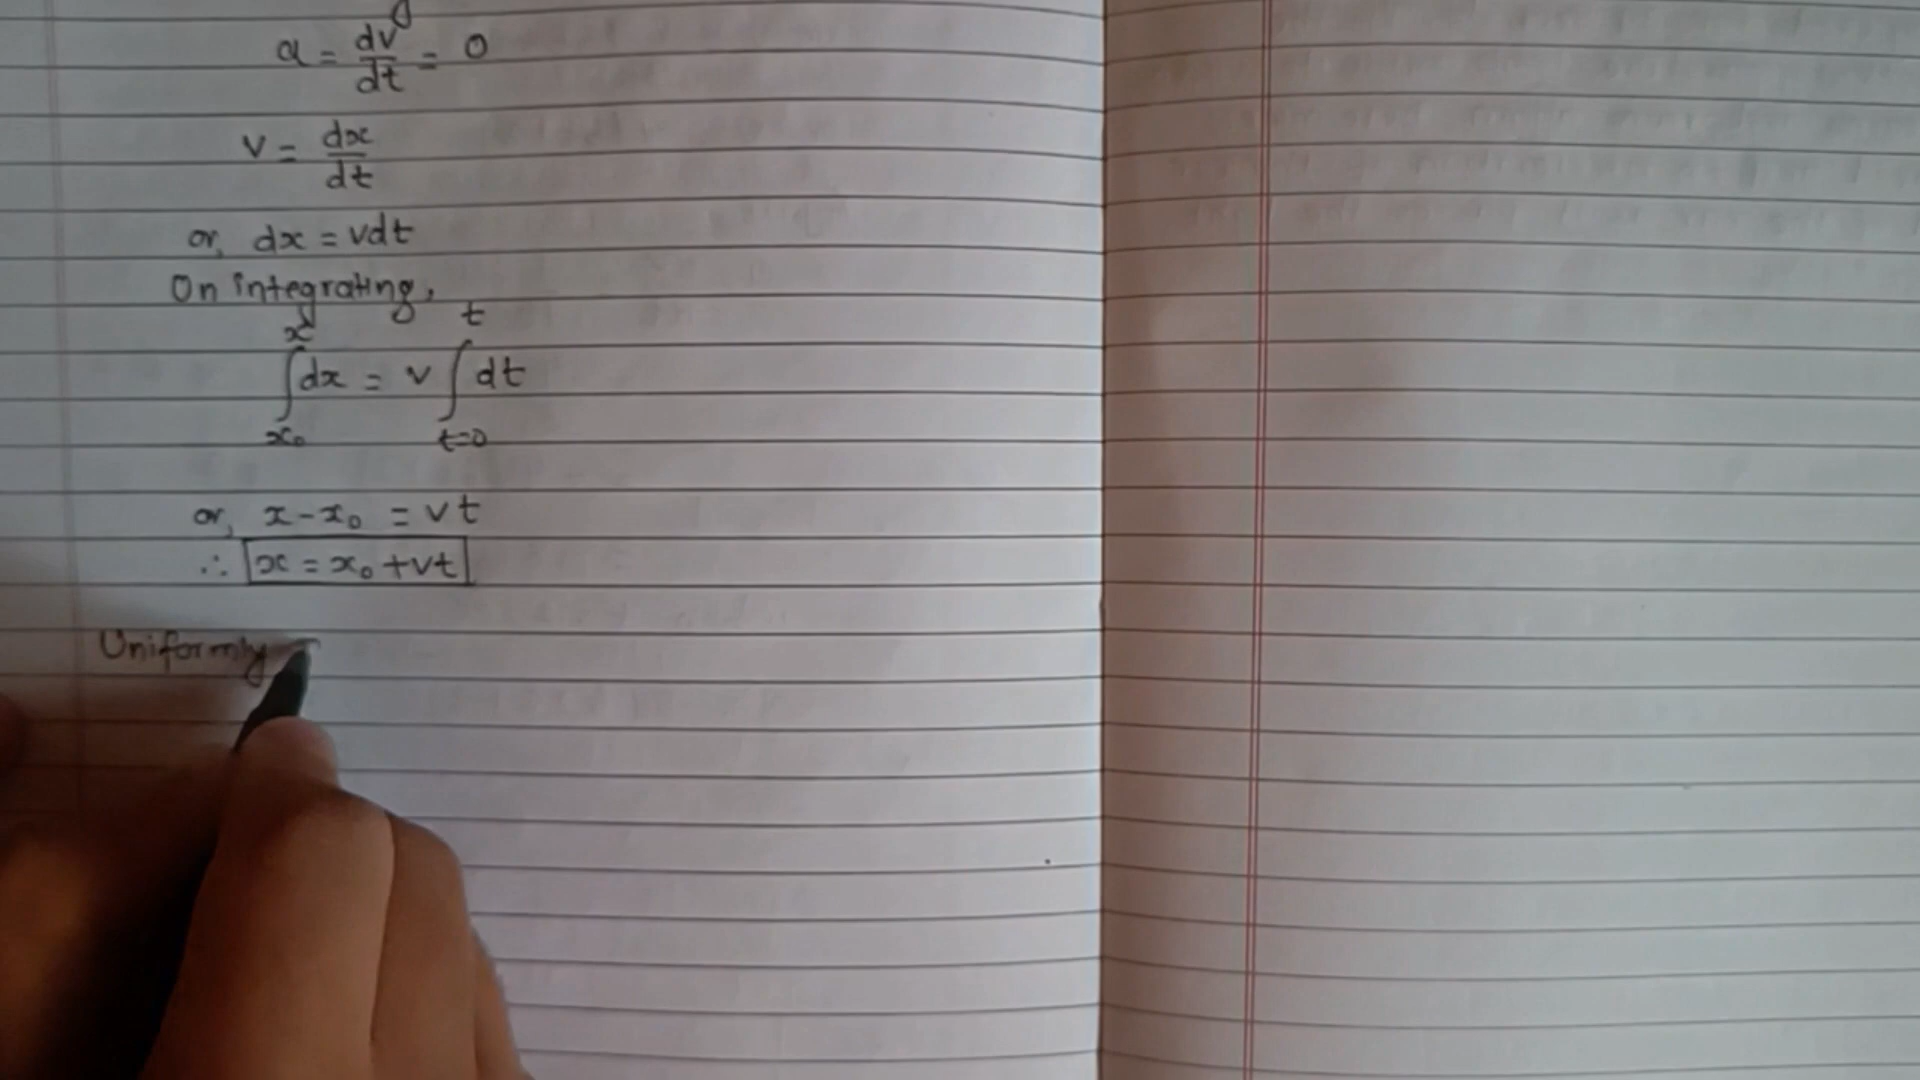 a = dv/dt = 0
v = dx/dt
or, dx = vdt
On integrating,
∫_{x₀}^{x} dx = v ∫_{t=0}^{t} dt
or, x - x₀ = vt
∴ x = x₀ + vt
Uniformly